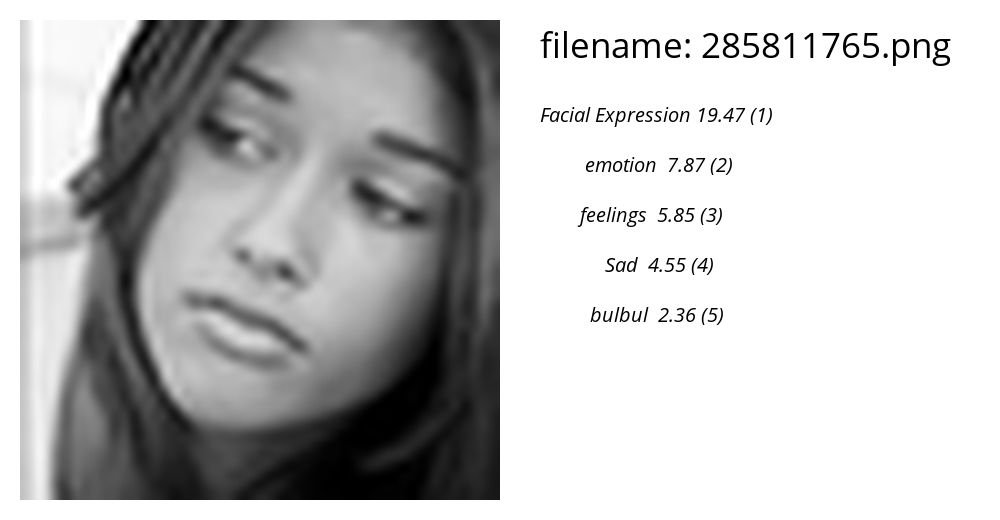 filename: 285811765.png
Facial Expression 19.47 (1)
emotion 7.87 (2)
feelings 5.85 (3)
Sad 4.55 (4)
bulbul 2.36 (5)